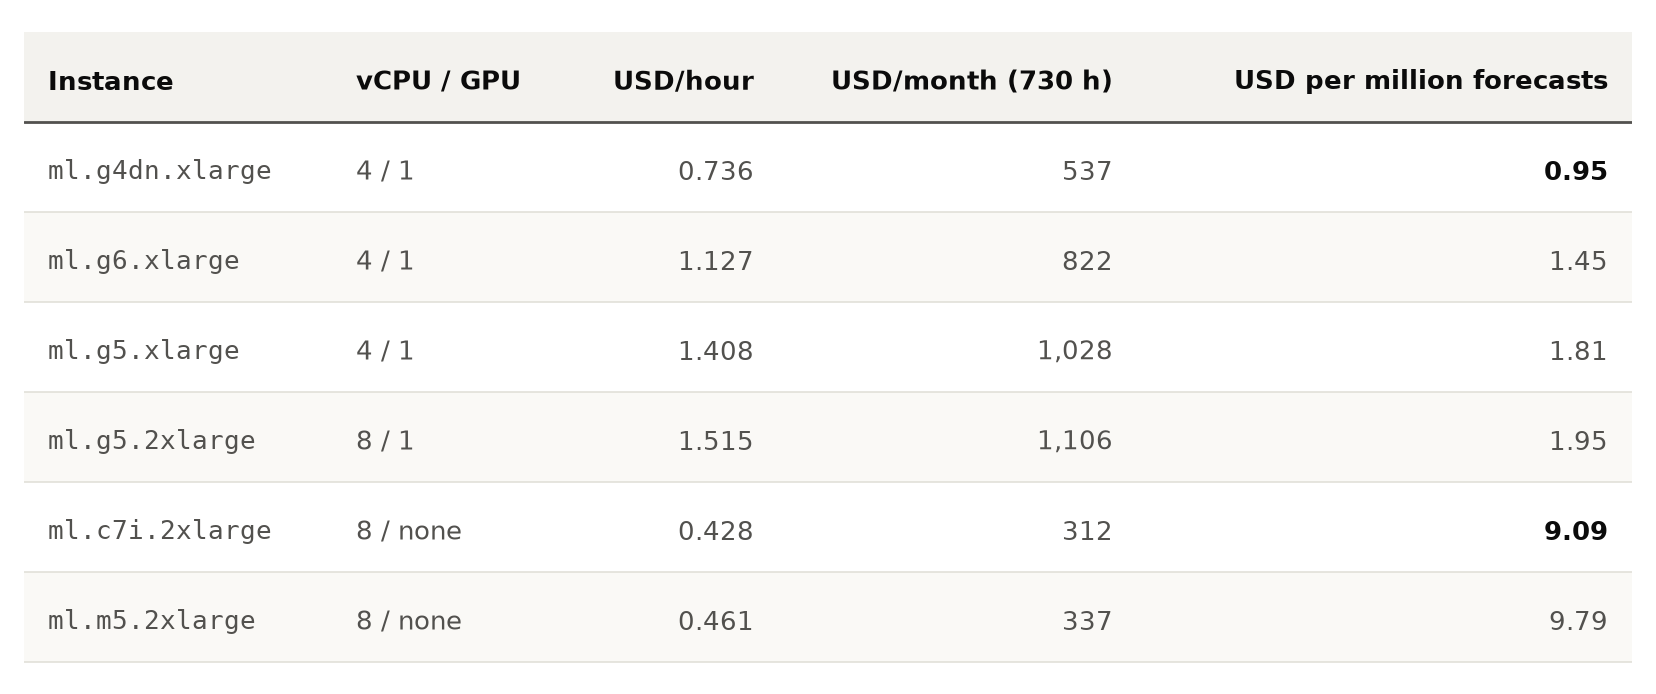 Instance vCPU / GPU USD/hour USD/month (730 h) USD per million forecasts
ml.g4dn.xlarge 4 / 1 0.736 537 0.95
ml.g6.xlarge 4 / 1 1.127 822 1.45
ml.g5.xlarge 4 / 1 1.408 1,028 1.81
ml.g5.2xlarge 8 / 1 1.515 1,106 1.95
ml.c7i.2xlarge 8 / none 0.428 312 9.09
ml.m5.2xlarge 8 / none 0.461 337 9.79